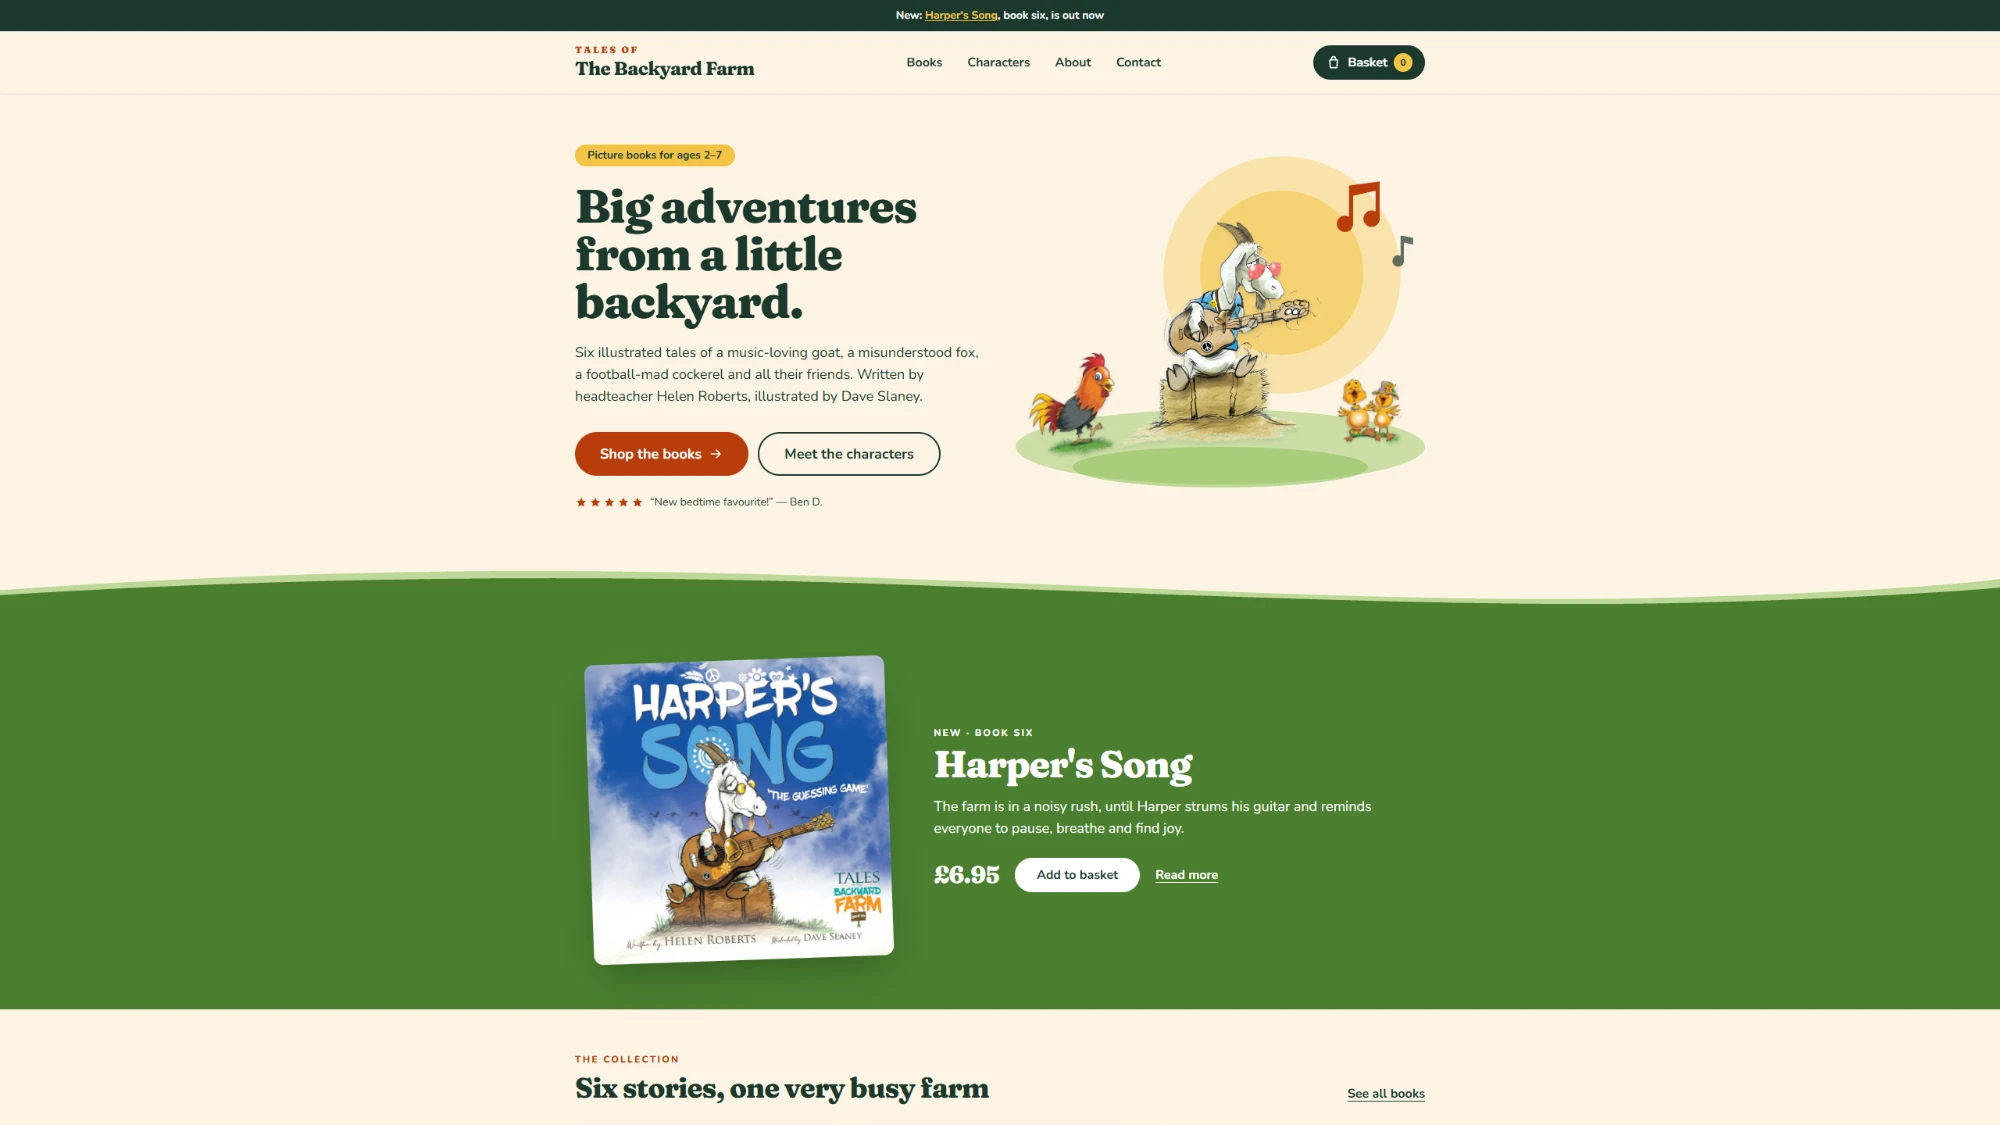 New: Harper's Song, book six, is out now
TALES OF
The Backyard Farm
Books
Characters
About
Contact
Basket
0
Picture books for ages 2–7
Big adventures
from a little
backyard.
Six illustrated tales of a music-loving goat, a misunderstood fox,
a football-mad cockerel and all their friends. Written by
headteacher Helen Roberts, illustrated by Dave Slaney.
Shop the books →
Meet the characters
“New bedtime favourite!” — Ben D.
HARPER'S
SONG
'THE GUESSING GAME'
TALES
BACKYARD
FARM
Written by HELEN ROBERTS
Illustrated by DAVE SLANEY
NEW · BOOK SIX
Harper's Song
The farm is in a noisy rush, until Harper strums his guitar and reminds
everyone to pause, breathe and find joy.
£6.95
Add to basket
Read more
THE COLLECTION
Six stories, one very busy farm
See all books